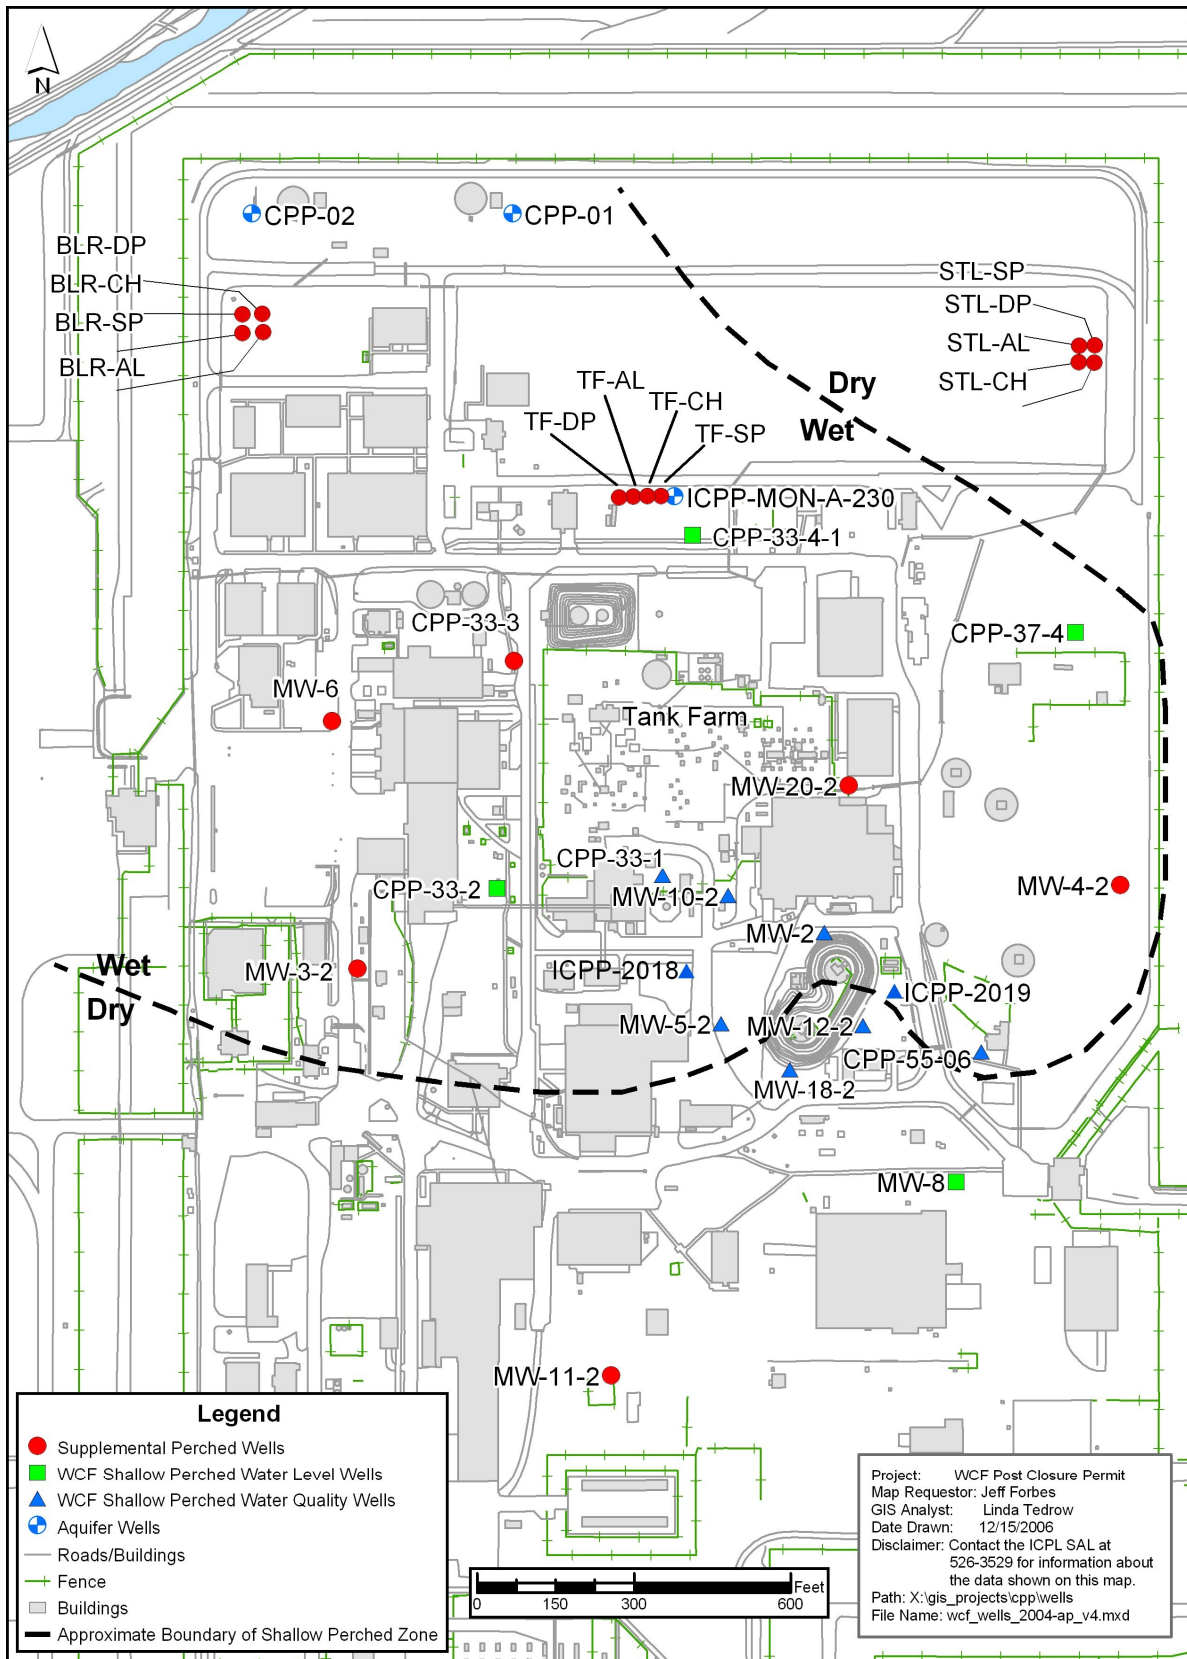 N
CPP-02
CPP-01
BLR-DP
BLR-CH
BLR-SP
BLR-AL
STL-SP
STL-DP
STL-AL
STL-CH
Dry
Wet
TF-AL
TF-CH
TF-DP
TF-SP
ICPP-MON-A-230
CPP-33-4-1
CPP-33-3
CPP-37-4
MW-6
Tank Farm
MW-20-2
CPP-33-1
CPP-33-2
MW-10-2
MW-4-2
MW-2
Wet
MW-3-2
ICPP-2018
ICPP-2019
Dry
MW-5-2
MW-12-2
CPP-55-06
MW-18-2
MW-8
MW-11-2
Legend
Supplemental Perched Wells
WCF Shallow Perched Water Level Wells
WCF Shallow Perched Water Quality Wells
Aquifer Wells
Roads/Buildings
Fence
Buildings
Approximate Boundary of Shallow Perched Zone
Feet
0 150 300 600
Project: WCF Post Closure Permit
Map Requestor: Jeff Forbes
GIS Analyst: Linda Tedrow
Date Drawn: 12/15/2006
Disclaimer: Contact the ICPL SAL at
526-3529 for information about
the data shown on this map.
Path: X:\gis_projects\cpp\wells
File Name: wcf_wells_2004-ap_v4.mxd